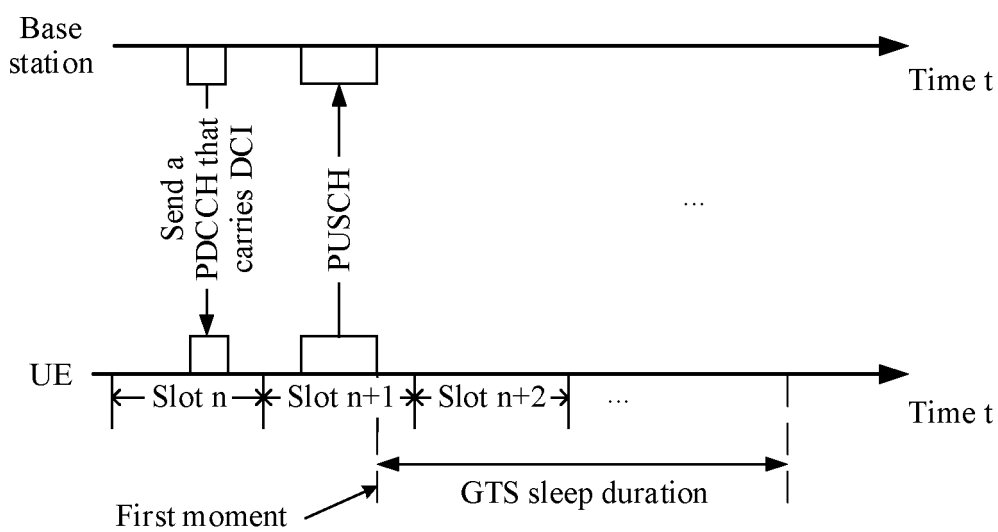 Base
station
Time t
Send a
PDCCH that
carries DCI
PUSCH
...
UE
Slot n
Slot n+1
Slot n+2
...
Time t
GTS sleep duration
First moment